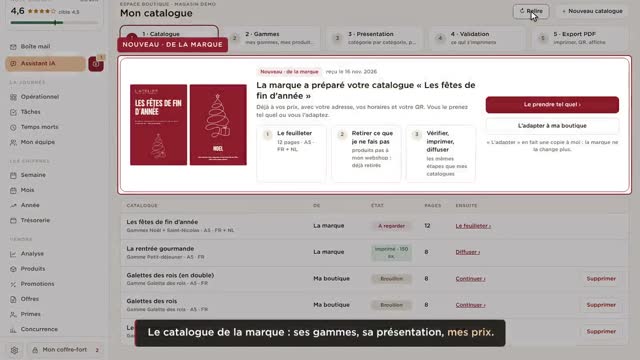 ESPACE BOUTIQUE · MAGASIN DÉMO
Mon catalogue
Relire
+ Nouveau catalogue
4,6
Boîte mail
Assistant IA
LA JOURNÉE
Opérationnel
Tâches
Temps morts
Mon équipe
LES CHIFFRES
Semaine
Mois
Année
Trésorerie
VENDRE
Analyse
Produits
Promotions
Offres
Primes
Concurrence
Mon coffre-fort 2
1 · Catalogue
2 2 · Gammes
mes gammes, mes produit...
3 3 · Présentation
catégorie par catégorie, p...
4 4 · Validation
ce qui s'imprimera
5 5 · Export PDF
imprimeur, QR, affiche
NOUVEAU · DE LA MARQUE
Nouveau · de la marque reçu le 16 nov. 2026
La marque a préparé votre catalogue « Les fêtes de
fin d'année »
Déjà à vos prix, avec votre adresse, vos horaires et votre QR. Vous le prenez
tel quel ou vous l'adaptez.
LES FÊTES DE FIN
D'ANNÉE
NOEL
1 Le feuilleter
12 pages · A5 ·
FR + NL
2 Retirer ce que
je ne fais pas
produits pas à
mon webshop :
déjà retirés
3 Vérifier,
imprimer,
diffuser
les mêmes
étapes que mes
catalogues
Le prendre tel quel ›
L'adapter à ma boutique
« L'adapter » en fait une copie à moi : la marque ne
la change plus.
CATALOGUE DE ÉTAT PAGES ENSUITE
Les fêtes de fin d'année La marque À regarder 12 Le feuilleter ›
Gammes Noël + Saint-Nicolas · A5 · FR + NL
La rentrée gourmande La marque Imprimé · 150 ex. 8 Diffuser ›
Gamme Petit-déjeuner · A5 · FR
Galettes des rois (en double) Ma boutique Brouillon 8 Continuer › Supprimer
Gamme Galette des rois · A5 · FR
Galettes des rois Ma boutique Brouillon 8 Continuer › Supprimer
Gamme Galette des rois · A5 · FR
Supprimer
Le catalogue de la marque : ses gammes, sa présentation, mes prix.